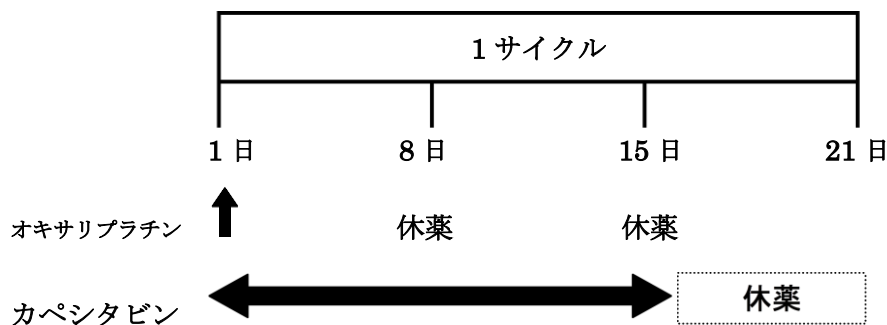 1 サイクル
1 日 8 日 15 日 21 日
オキサリプラチン 休薬 休薬
カペシタビン 休薬